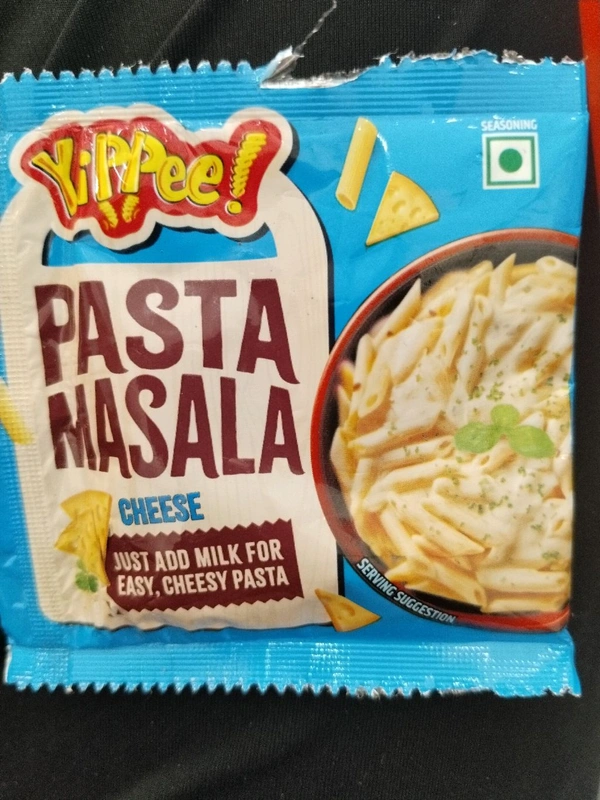 YiPPee!
SEASONING
PASTA
MASALA
CHEESE
JUST ADD MILK FOR
EASY, CHEESY PASTA
SERVING SUGGESTION